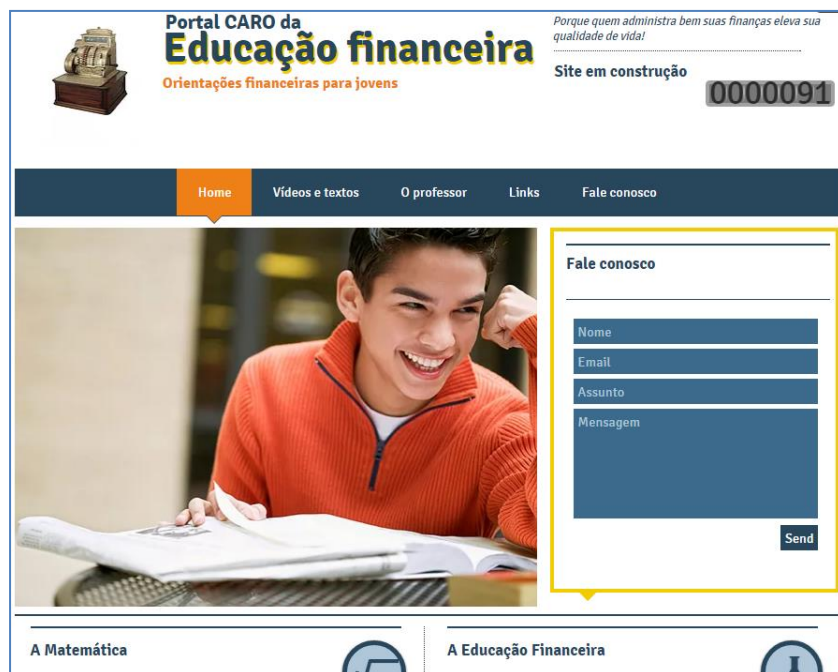 Portal CARO da
Educação financeira
Orientações financeiras para jovens
Porque quem administra bem suas finanças eleva sua
qualidade de vida!
Site em construção
0000091
Home
Vídeos e textos
O professor
Links
Fale conosco
Fale conosco
Nome
Email
Assunto
Mensagem
Send
A Matemática
A Educação Financeira